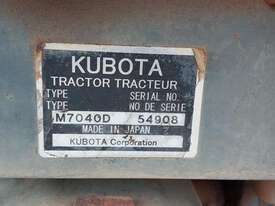 KUBOTA
TRACTOR TRACTEUR
TYPE SERIAL NO
TYPE NO DE SERIE
M7040D 54908
MADE IN JAPAN
KUBOTA Corporation